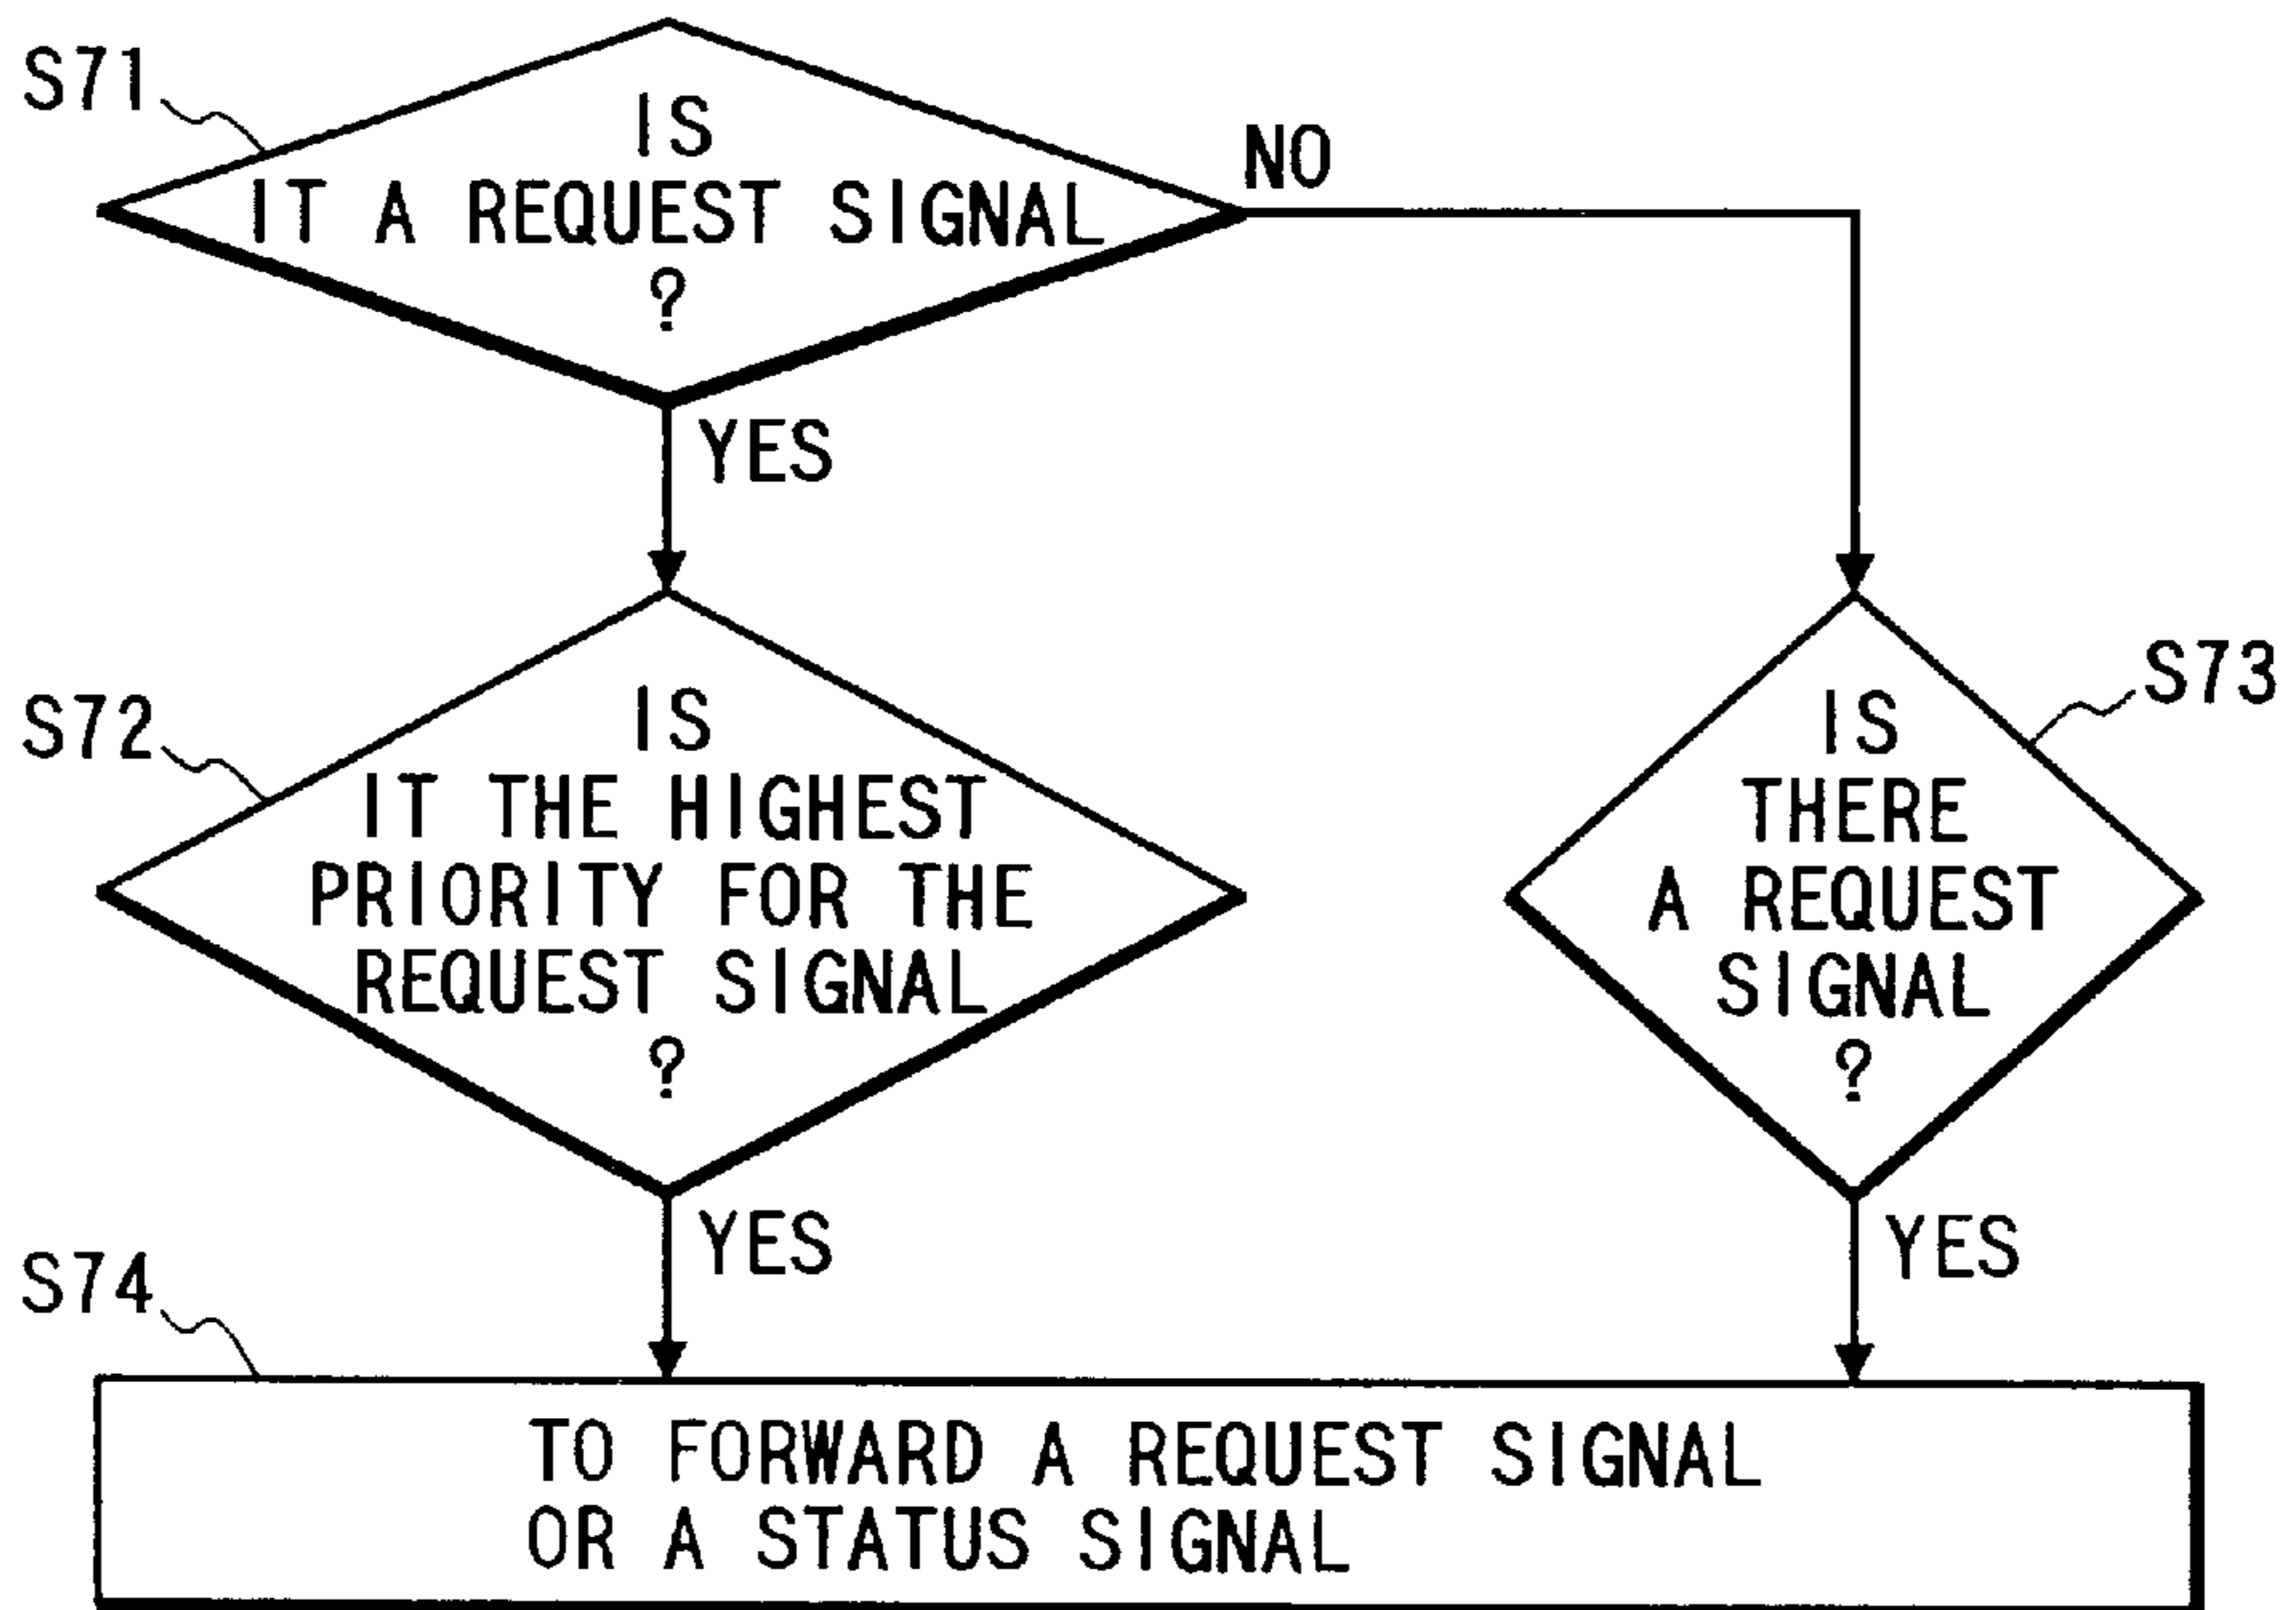 S71
IS
IT A REQUEST SIGNAL
?
NO
YES
S72
IS
IT THE HIGHEST
PRIORITY FOR THE
REQUEST SIGNAL
?
YES
S73
IS
THERE
A REQUEST
SIGNAL
?
YES
S74
TO FORWARD A REQUEST SIGNAL
OR A STATUS SIGNAL